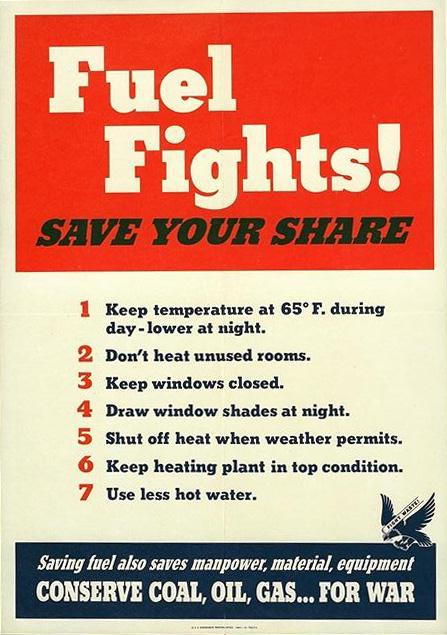 Fuel
Fights!
SAVE YOUR SHARE
1 Keep temperature at 65° F. during
day-lower at night.
2 Don't heat unused rooms.
3 Keep windows closed.
4 Draw window shades at night.
5 Shut off heat when weather permits.
6 Keep heating plant in top condition.
7 Use less hot water.
FIGHT WASTE!
Saving fuel also saves manpower, material, equipment
CONSERVE COAL, OIL, GAS... FOR WAR